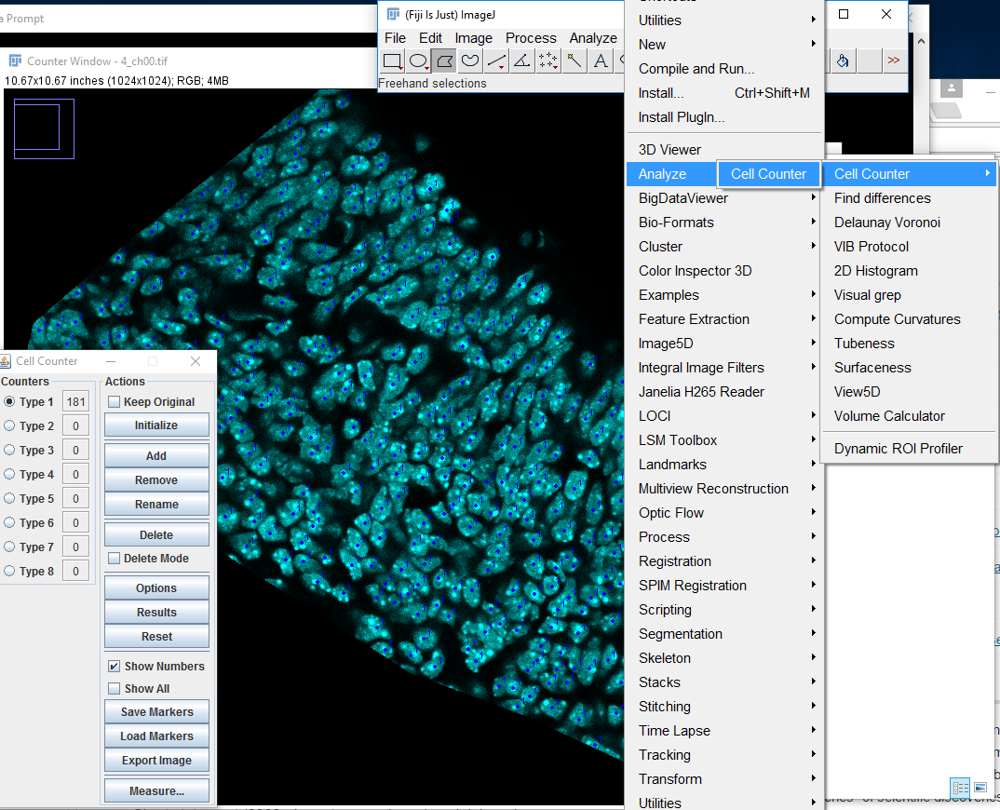 a Prompt
(Fiji Is Just) ImageJ
File Edit Image Process Analyze
Freehand selections
>>
Counter Window - 4_ch00.tif
10.67x10.67 inches (1024x1024); RGB; 4MB
Shortcuts
Utilities
New
Compile and Run...
Install... Ctrl+Shift+M
Install PlugIn...
3D Viewer
Analyze
BigDataViewer
Bio-Formats
Cluster
Color Inspector 3D
Examples
Feature Extraction
Image5D
Integral Image Filters
Janelia H265 Reader
LOCI
LSM Toolbox
Landmarks
Multiview Reconstruction
Optic Flow
Process
Registration
SPIM Registration
Scripting
Segmentation
Skeleton
Stacks
Stitching
Time Lapse
Tracking
Transform
Utilities
Cell Counter
Cell Counter
Find differences
Delaunay Voronoi
VIB Protocol
2D Histogram
Visual grep
Compute Curvatures
Tubeness
Surfaceness
View5D
Volume Calculator
Dynamic ROI Profiler
Cell Counter
Counters
Type 1 181
Type 2 0
Type 3 0
Type 4 0
Type 5 0
Type 6 0
Type 7 0
Type 8 0
Actions
Keep Original
Initialize
Add
Remove
Rename
Delete
Delete Mode
Options
Results
Reset
Show Numbers
Show All
Save Markers
Load Markers
Export Image
Measure...
of scientific discoveries